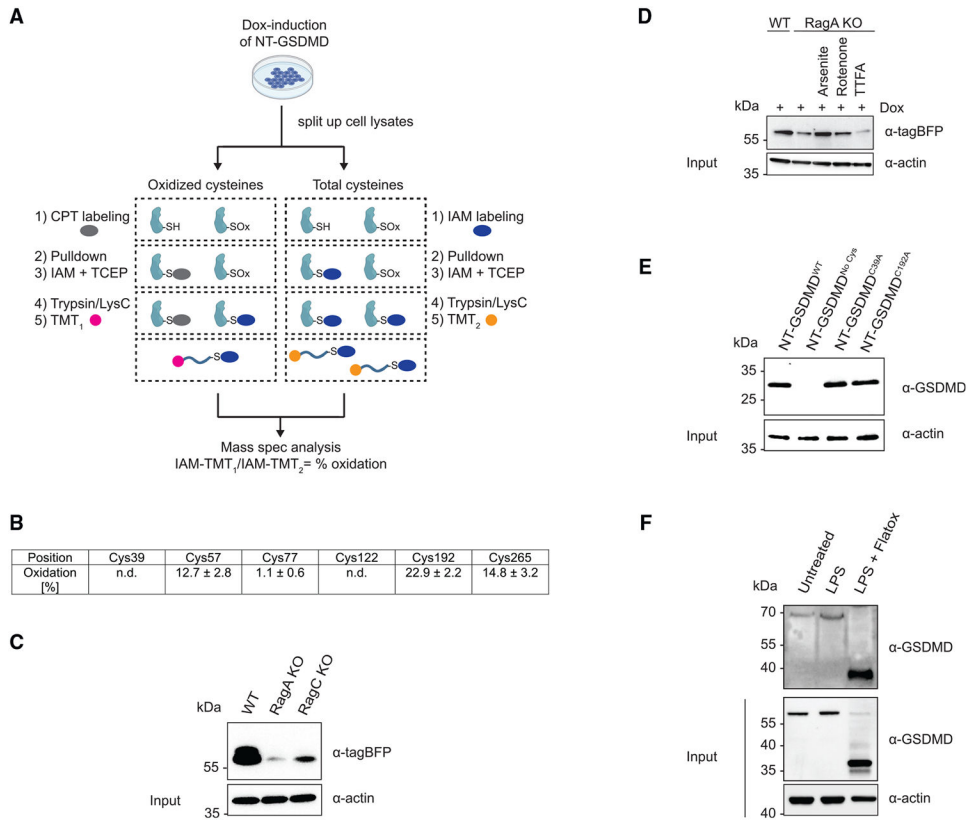 A
Dox-induction
of NT-GSDMD
split up cell lysates
Oxidized cysteines
Total cysteines
1) CPT labeling
SH
SOx
SH
SOx
1) IAM labeling
2) Pulldown
3) IAM + TCEP
S
SOx
S
SOx
2) Pulldown
3) IAM + TCEP
4) Trypsin/LysC
5) TMT1
S
S
S
S
4) Trypsin/LysC
5) TMT2
S
S
S
Mass spec analysis
IAM-TMT1/IAM-TMT2= % oxidation
B
Position Cys39 Cys57 Cys77 Cys122 Cys192 Cys265
Oxidation n.d. 12.7 ± 2.8 1.1 ± 0.6 n.d. 22.9 ± 2.2 14.8 ± 3.2
[%]
C
WT RagA KO RagC KO
kDa
α-tagBFP
55
Input α-actin
35
D
WT RagA KO
Arsenite Rotenone TTFA
kDa + + + + + Dox
α-tagBFP
55
Input α-actin
35
E
NT-GSDMDWT NT-GSDMDNo Cys NT-GSDMDC39A NT-GSDMDC192A
kDa
35
α-GSDMD
25
Input α-actin
35
F
Untreated LPS LPS + Flatox
kDa
70
55
α-GSDMD
40
55
α-GSDMD
Input
40
35
α-actin
40